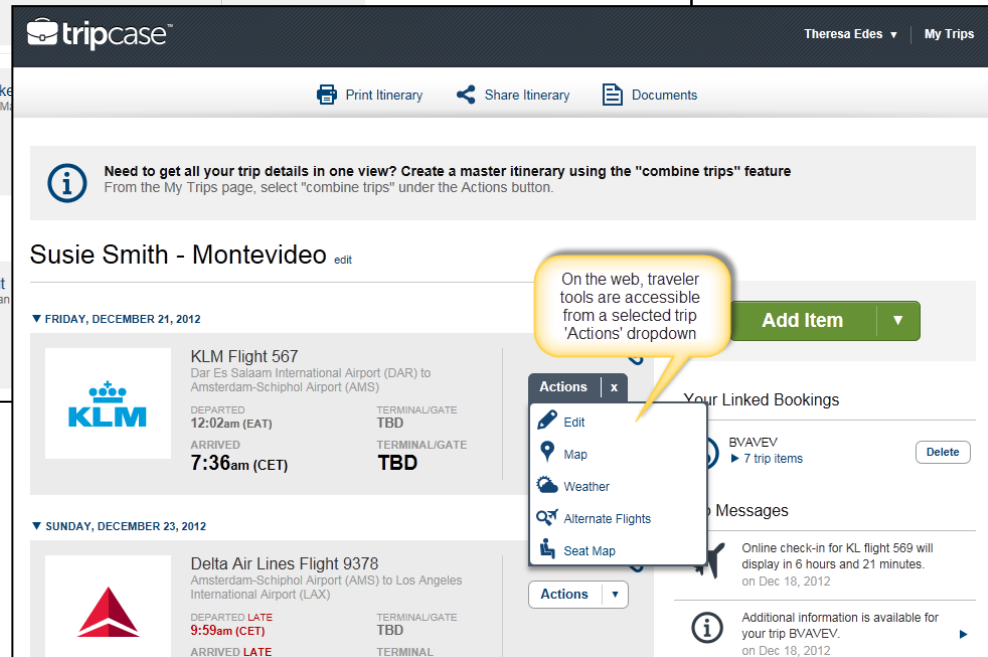 tripcase™
Theresa Edes ▼ | My Trips
Print Itinerary
Share Itinerary
Documents
Need to get all your trip details in one view? Create a master itinerary using the "combine trips" feature
From the My Trips page, select "combine trips" under the Actions button.
Susie Smith - Montevideo edit
On the web, traveler
tools are accessible
from a selected trip
'Actions' dropdown
Add Item ▼
▼ FRIDAY, DECEMBER 21, 2012
KLM
KLM Flight 567
Dar Es Salaam International Airport (DAR) to
Amsterdam-Schiphol Airport (AMS)
DEPARTED
12:02am (EAT)
TERMINAL/GATE
TBD
ARRIVED
7:36am (CET)
TERMINAL/GATE
TBD
Actions | x
Edit
Map
Weather
Alternate Flights
Seat Map
Your Linked Bookings
BVAVEV
▶ 7 trip items
Delete
Messages
Online check-in for KL flight 569 will
display in 6 hours and 21 minutes.
on Dec 18, 2012
Additional information is available for
your trip BVAVEV.
on Dec 18, 2012
▼ SUNDAY, DECEMBER 23, 2012
Delta Air Lines Flight 9378
Amsterdam-Schiphol Airport (AMS) to Los Angeles
International Airport (LAX)
DEPARTED LATE
9:59am (CET)
TERMINAL/GATE
TBD
ARRIVED LATE
TERMINAL
Actions ▼